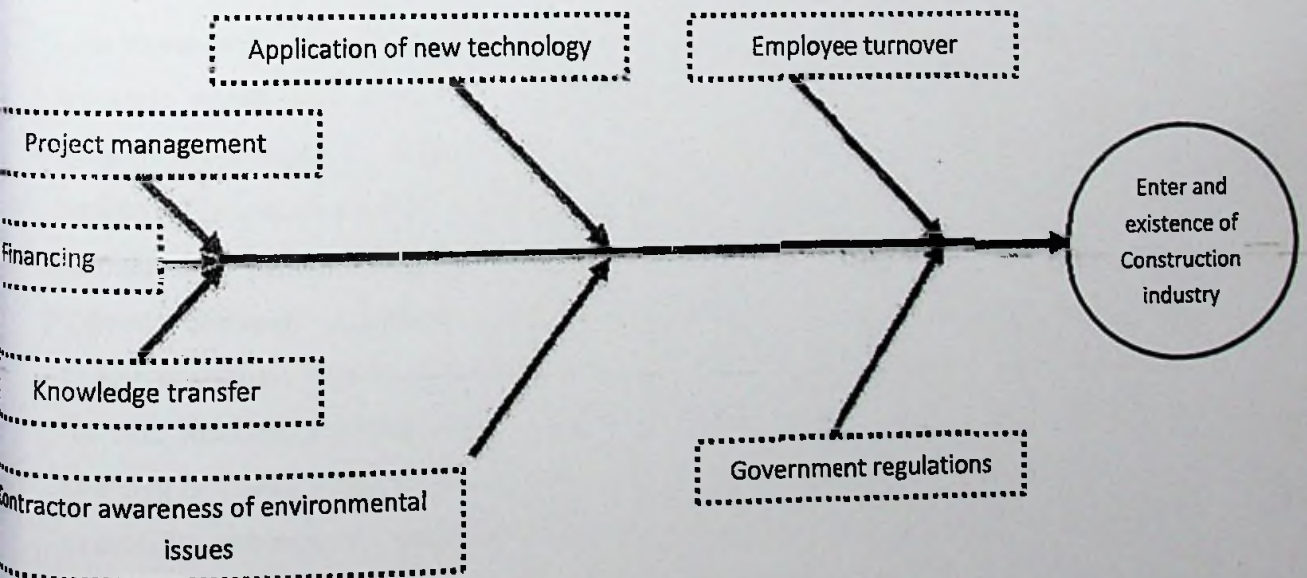 Application of new technology
Employee turnover
Project management
Financing
Knowledge transfer
ontractor awareness of environmental
issues
Government regulations
Enter and
existence of
Construction
industry